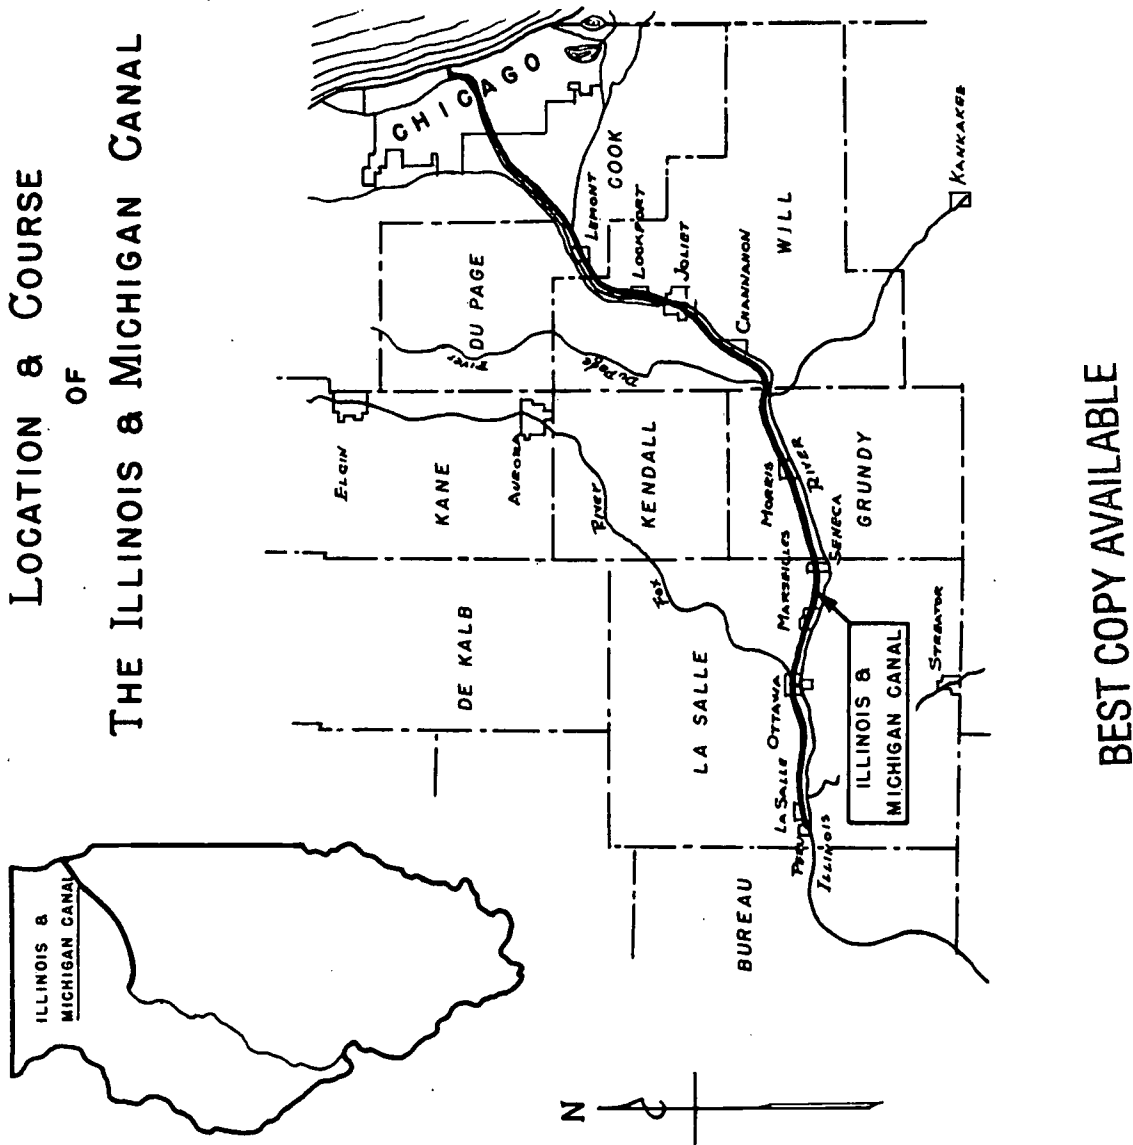 LOCATION & COURSE
OF
THE ILLINOIS & MICHIGAN CANAL
ILLINOIS &
MICHIGAN CANAL
N
CHICAGO
COOK
LEMONT
LOCKPORT
JOLIET
CHANNAHON
WILL
KANKAKEE
DU PAGE
RIVER
DU PAGE
ELGIN
KANE
AURORA
KENDALL
RIVER
FOX
MORRIS
RIVER
GRUNDY
SENECA
MARSEILLES
DE KALB
LA SALLE
OTTAWA
STREATOR
ILLINOIS &
MICHIGAN CANAL
LA SALLE
PERU
ILLINOIS
BUREAU
BEST COPY AVAILABLE